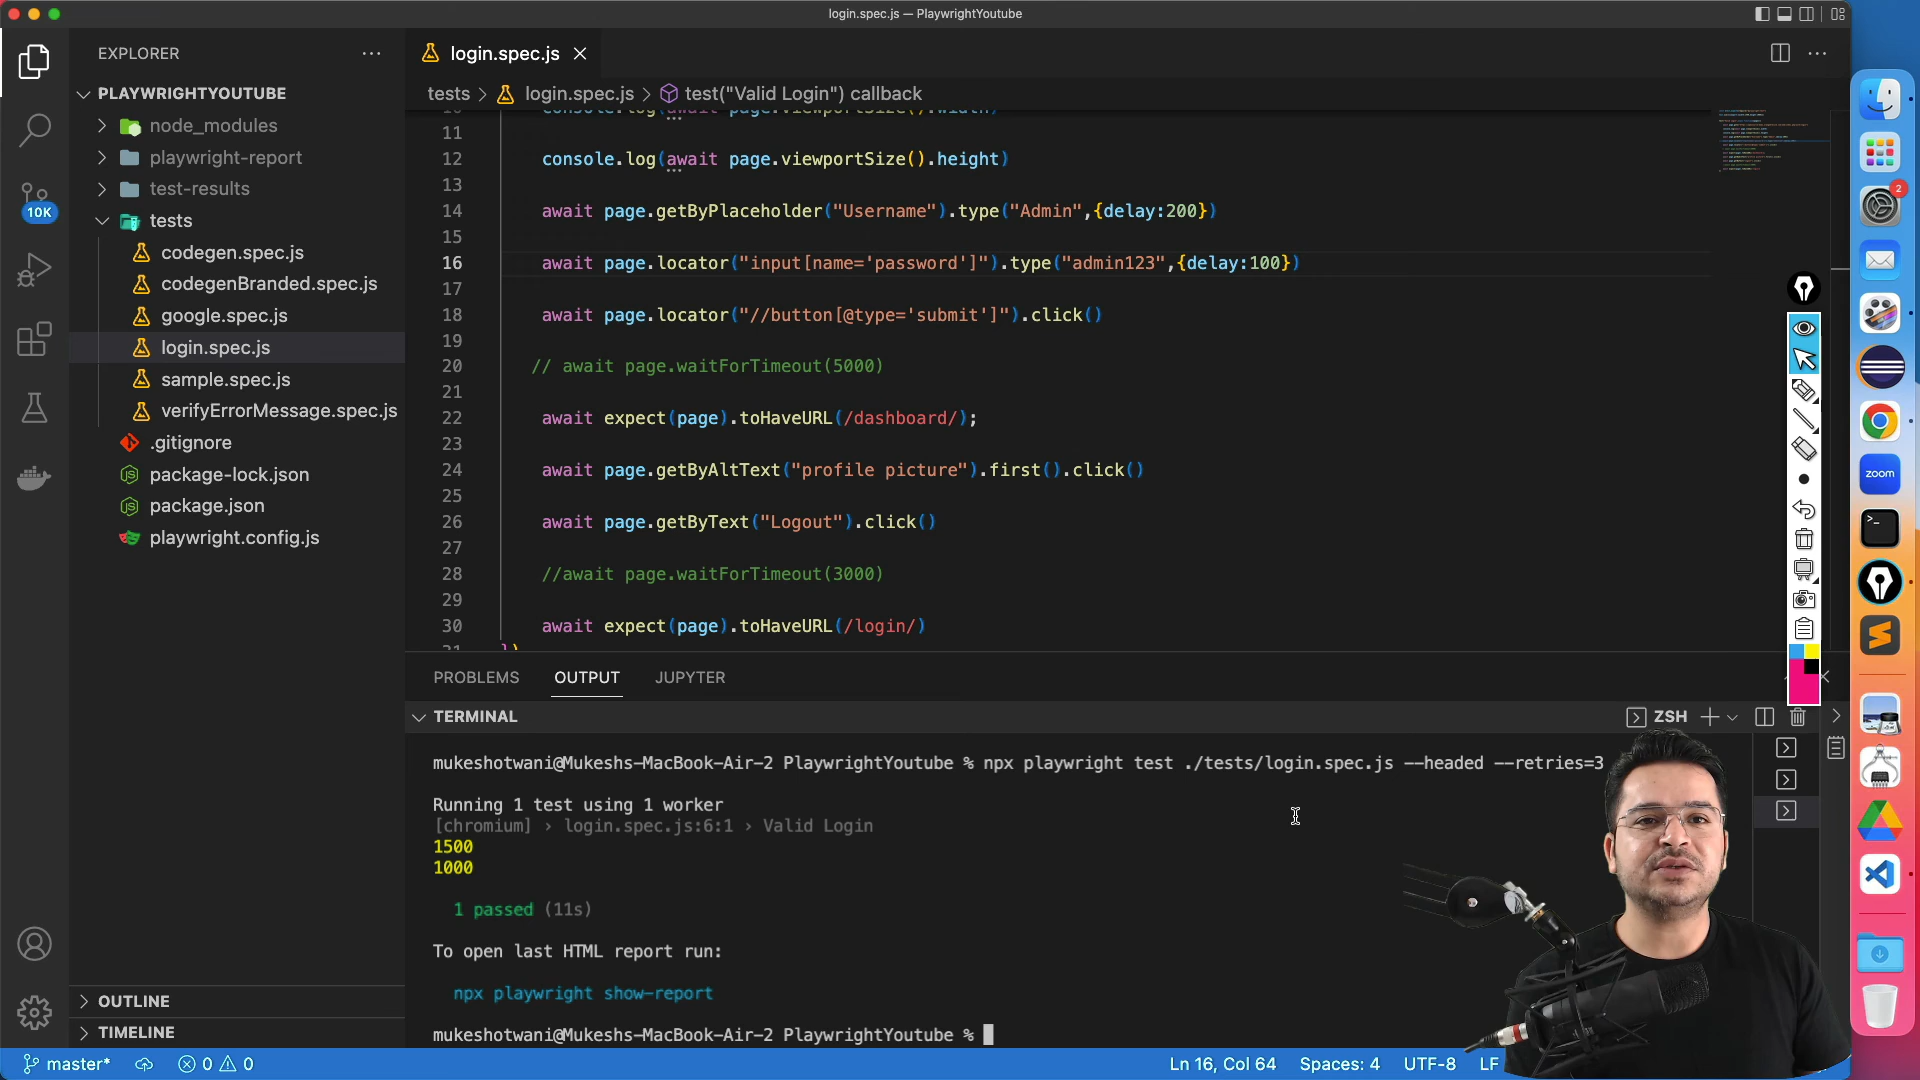 login.spec.js — PlaywrightYoutube
EXPLORER
login.spec.js
PLAYWRIGHTYOUTUBE
tests > login.spec.js > test("Valid Login") callback
node_modules
playwright-report
test-results
10K
tests
codegen.spec.js
codegenBranded.spec.js
google.spec.js
login.spec.js
sample.spec.js
verifyErrorMessage.spec.js
.gitignore
package-lock.json
package.json
playwright.config.js
OUTLINE
TIMELINE
10 console.log(await page.viewportSize().width)
11
12 console.log(await page.viewportSize().height)
13
14 await page.getByPlaceholder("Username").type("Admin",{delay:200})
15
16 await page.locator("input[name='password']").type("admin123",{delay:100})
17
18 await page.locator("//button[@type='submit']").click()
19
20 // await page.waitForTimeout(5000)
21
22 await expect(page).toHaveURL(/dashboard/);
23
24 await page.getByAltText("profile picture").first().click()
25
26 await page.getByText("Logout").click()
27
28 //await page.waitForTimeout(3000)
29
30 await expect(page).toHaveURL(/login/)
31 })
PROBLEMS OUTPUT JUPYTER
TERMINAL
ZSH
mukeshotwani@Mukeshs-MacBook-Air-2 PlaywrightYoutube % npx playwright test ./tests/login.spec.js --headed --retries=3
Running 1 test using 1 worker
[chromium] › login.spec.js:6:1 › Valid Login
1500
1000
1 passed (11s)
To open last HTML report run:
npx playwright show-report
mukeshotwani@Mukeshs-MacBook-Air-2 PlaywrightYoutube %
master* 0 0
Ln 16, Col 64 Spaces: 4 UTF-8 LF
2
zoom